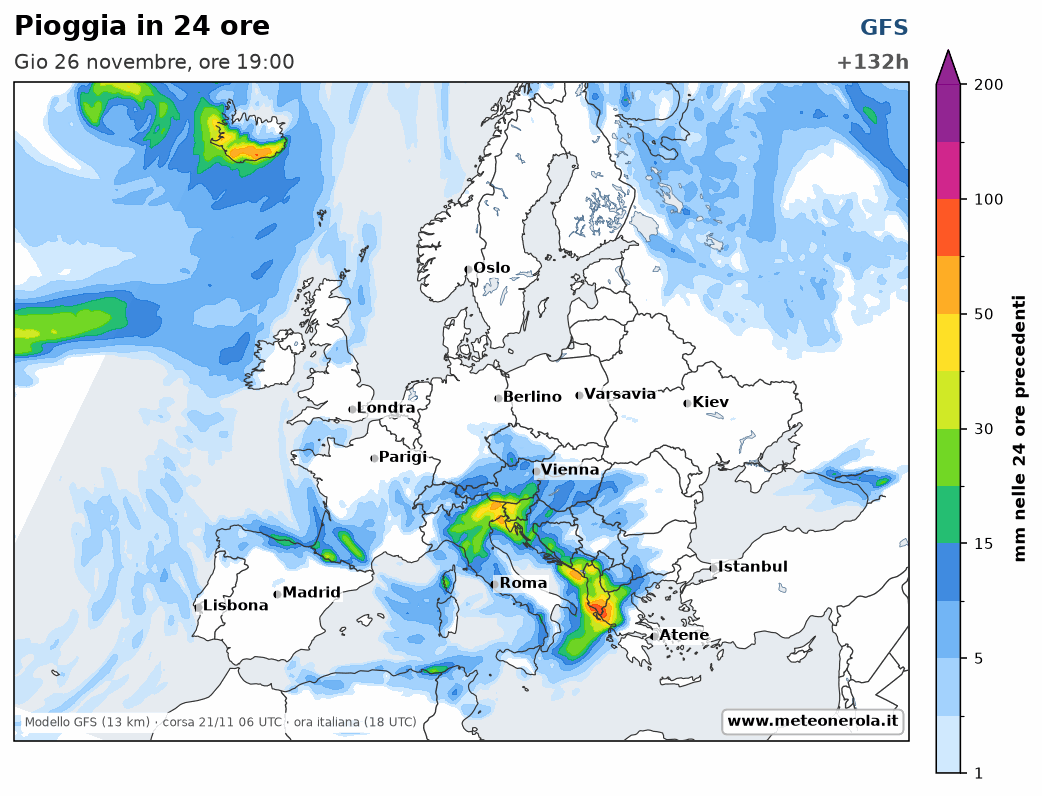 Pioggia in 24 ore
GFS
Gio 26 novembre, ore 19:00
+132h
200
100
50
30
15
5
1
mm nelle 24 ore precedenti
Oslo
Berlino
Varsavia
Kiev
Londra
Parigi
Vienna
Istanbul
Roma
Madrid
Lisbona
Atene
Modello GFS (13 km) · corsa 21/11 06 UTC · ora italiana (18 UTC)
www.meteonerola.it